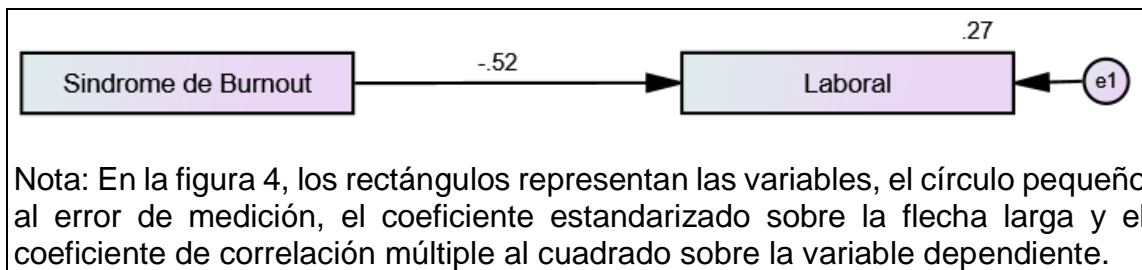 .27
-.52
Sindrome de Burnout
Laboral
e1
Nota: En la figura 4, los rectángulos representan las variables, el círculo pequeño
al error de medición, el coeficiente estandarizado sobre la flecha larga y el
coeficiente de correlación múltiple al cuadrado sobre la variable dependiente.